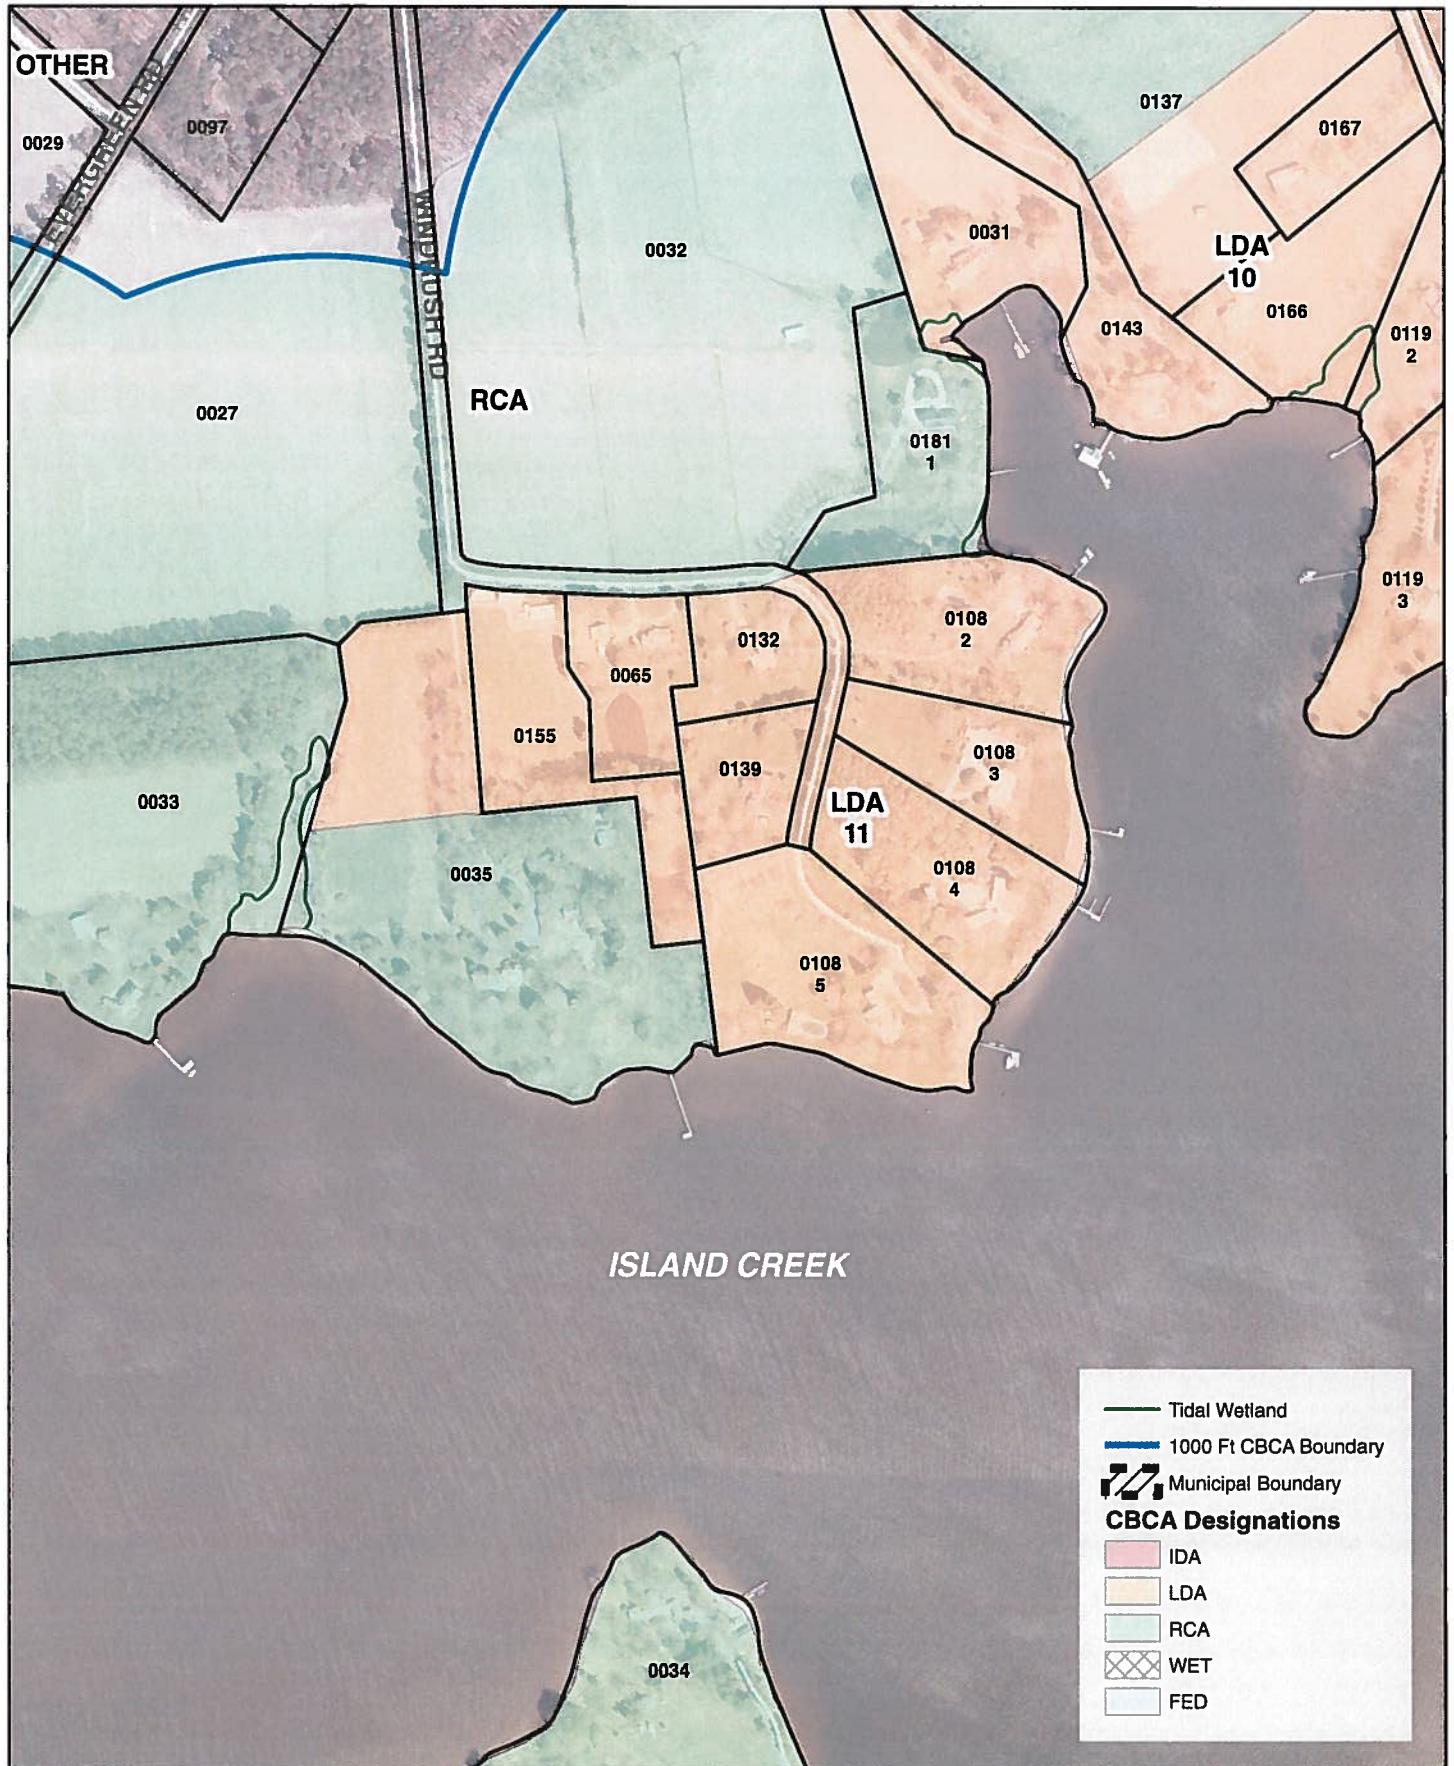 OTHER
0029
EVERGREEN RD
0097
WINDRUSH RD
0032
0137
0167
0031
LDA
10
0166
0143
0119
2
0027
RCA
0181
1
0119
3
0108
2
0132
0065
0155
0139
0108
3
LDA
11
0033
0035
0108
4
0108
5
ISLAND CREEK
Tidal Wetland
1000 Ft CBCA Boundary
Municipal Boundary
CBCA Designations
IDA
LDA
RCA
WET
FED
0034